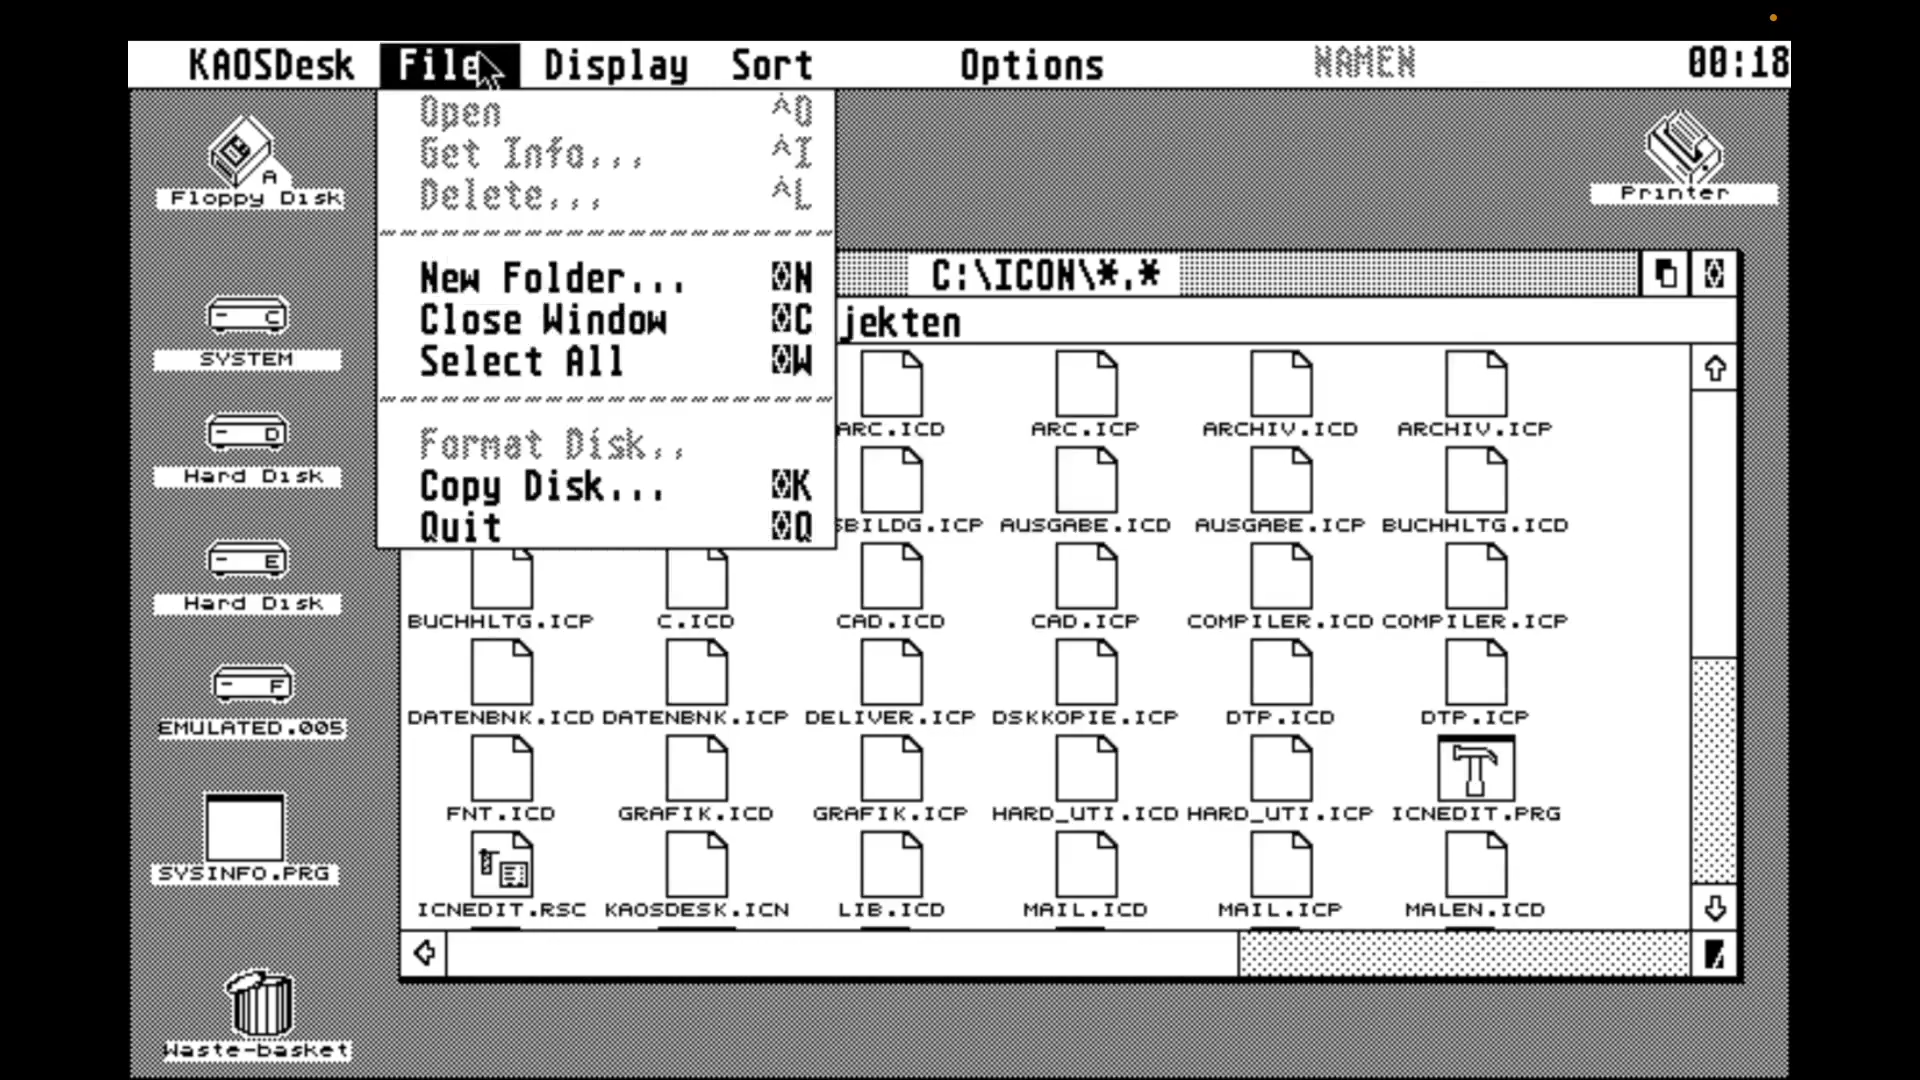 KAOSDesk File Display Sort Options NAMEN 00:18
Open ^O
Get Info... ^I
Delete... ^L
New Folder... N
Close Window C
Select All W
Format Disk..
Copy Disk... K
Quit Q
A
Floppy Disk
C
SYSTEM
D
Hard Disk
E
Hard Disk
F
EMULATED.005
SYSINFO.PRG
Waste-basket
Printer
C:\ICON\*.*
jekten
ARC.ICD ARC.ICP ARCHIV.ICD ARCHIV.ICP
SBILDG.ICP AUSGABE.ICD AUSGABE.ICP BUCHHLTG.ICD
BUCHHLTG.ICP C.ICD CAD.ICD CAD.ICP COMPILER.ICD COMPILER.ICP
DATENBNK.ICD DATENBNK.ICP DELIVER.ICP DSKKOPIE.ICP DTP.ICD DTP.ICP
FNT.ICD GRAFIK.ICD GRAFIK.ICP HARD_UTI.ICD HARD_UTI.ICP ICNEDIT.PRG
ICNEDIT.RSC KAOSDESK.ICN LIB.ICD MAIL.ICD MAIL.ICP MALEN.ICD